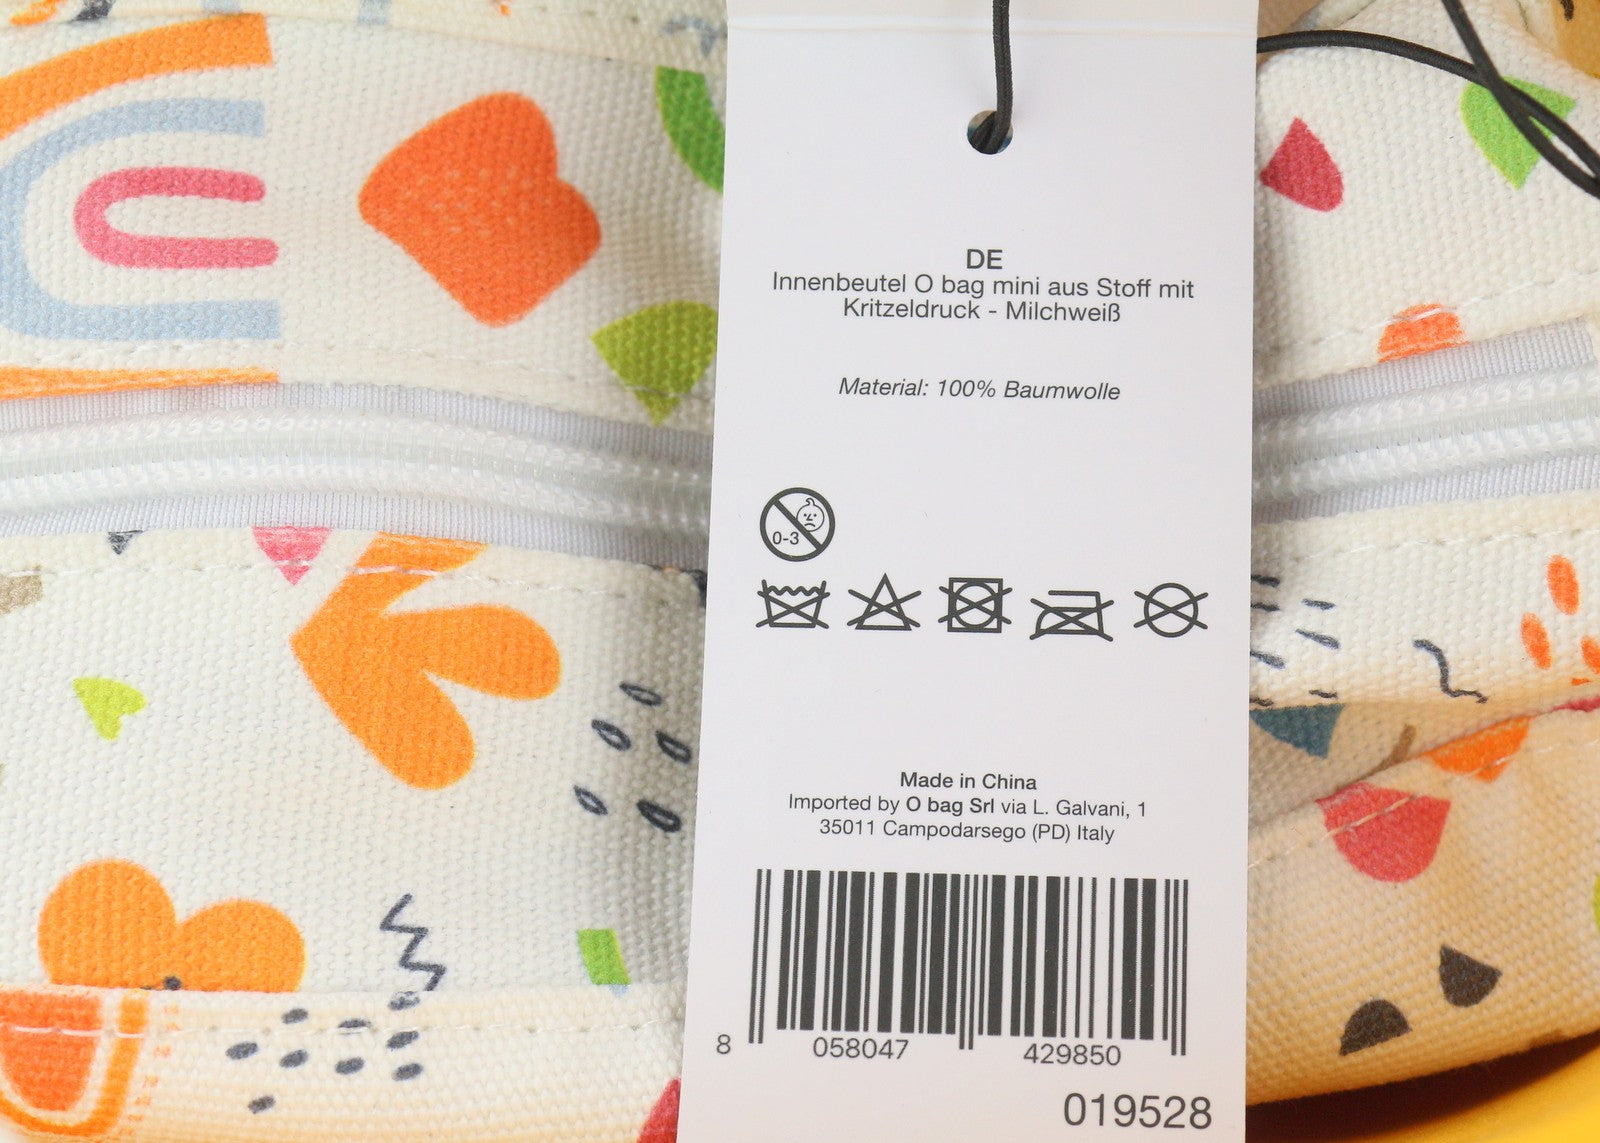 DE
Innenbeutel O bag mini aus Stoff mit
Kritzeldruck - Milchweiß
Material: 100% Baumwolle
0-3
Made in China
Imported by O bag Srl via L. Galvani, 1
35011 Campodarsego (PD) Italy
8 058047 429850
019528